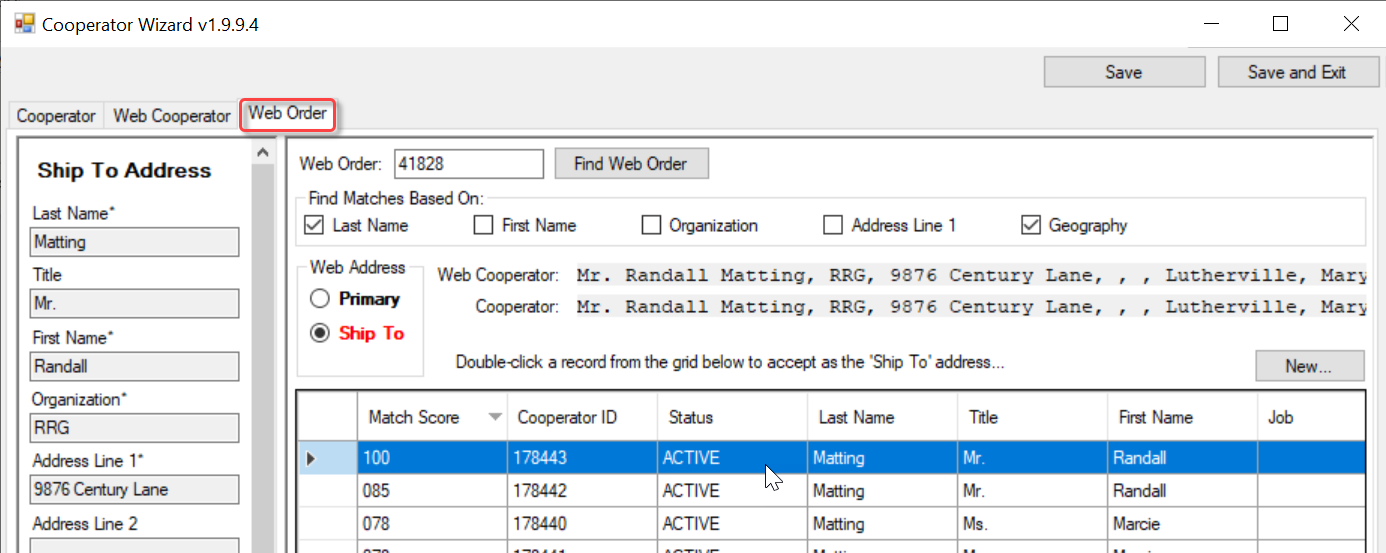 Cooperator Wizard v1.9.9.4
Save Save and Exit
Cooperator Web Cooperator Web Order
Ship To Address
Last Name*
Matting
Title
Mr.
First Name*
Randall
Organization*
RRG
Address Line 1*
9876 Century Lane
Address Line 2
Web Order: 41828 Find Web Order
Find Matches Based On:
Last Name First Name Organization Address Line 1 Geography
Web Address
Primary
Ship To
Web Cooperator: Mr. Randall Matting, RRG, 9876 Century Lane, , , Lutherville, Mary
Cooperator: Mr. Randall Matting, RRG, 9876 Century Lane, , , Lutherville, Mary
Double-click a record from the grid below to accept as the 'Ship To' address...
New...
Match Score Cooperator ID Status Last Name Title First Name Job
100 178443 ACTIVE Matting Mr. Randall
085 178442 ACTIVE Matting Mr. Randall
078 178440 ACTIVE Matting Ms. Marcie